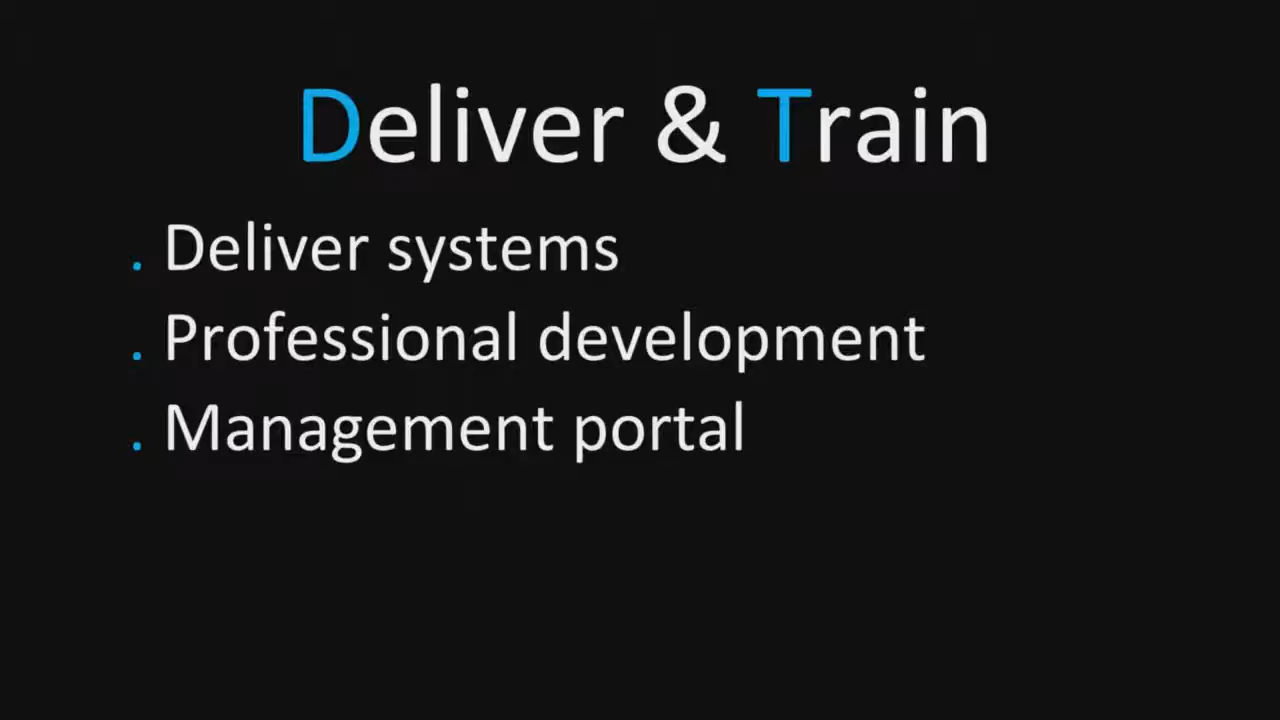 Deliver & Train
. Deliver systems
. Professional development
. Management portal